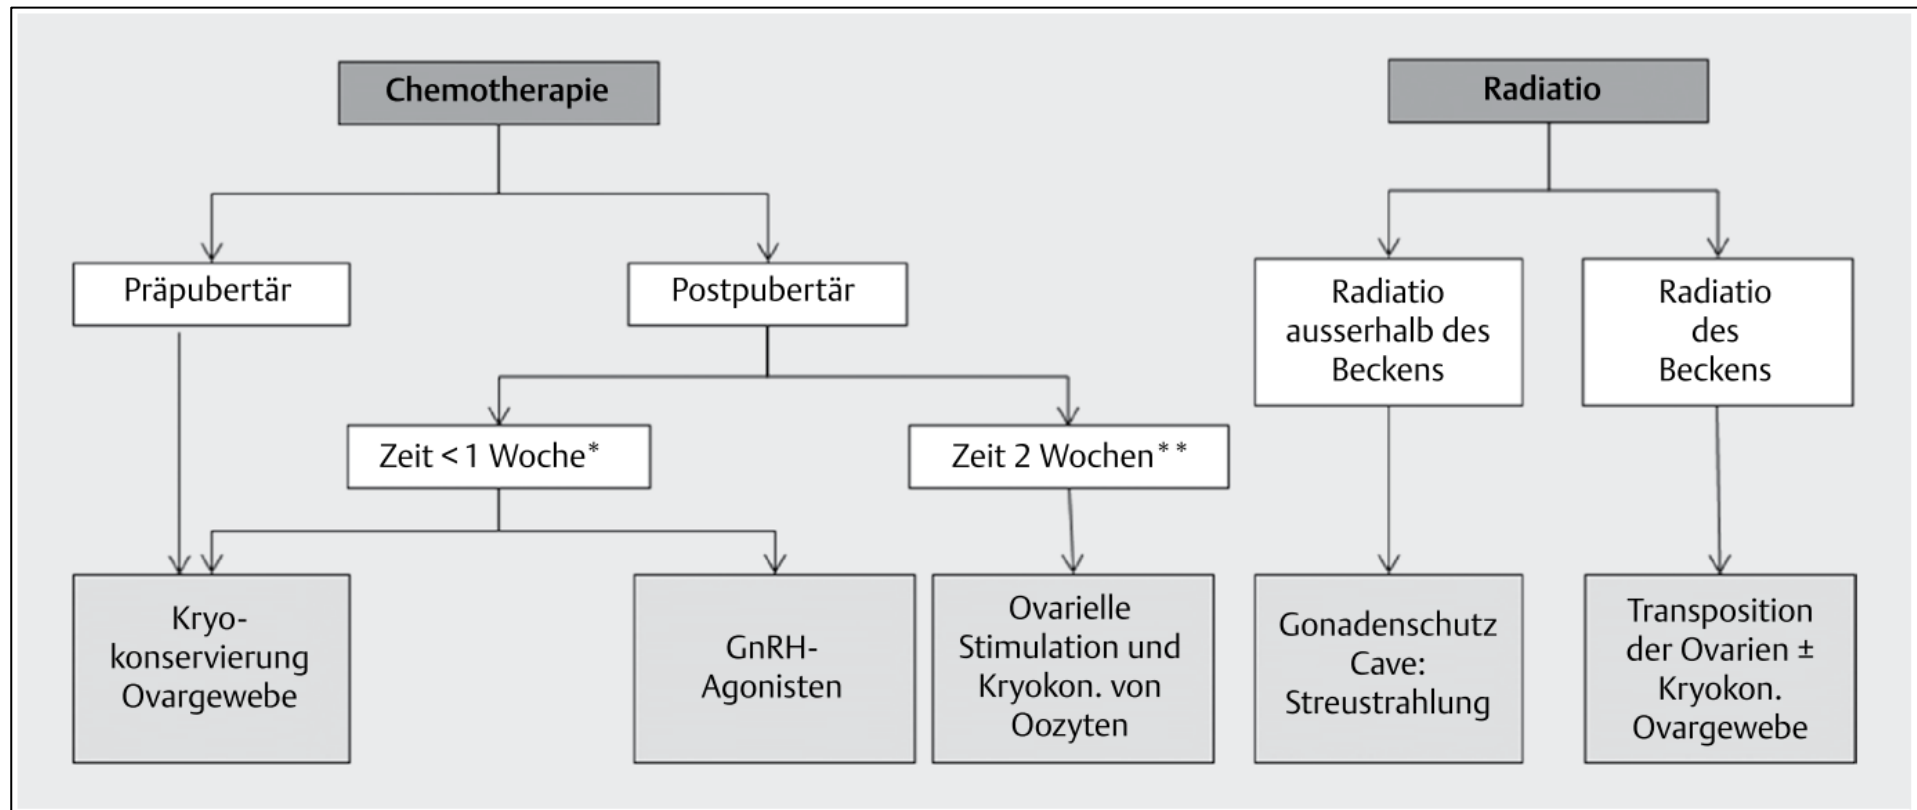 Chemotherapie
Radiatio
Präpubertär
Postpubertär
Radiatio
ausserhalb des
Beckens
Radiatio
des
Beckens
Zeit < 1 Woche*
Zeit 2 Wochen**
Kryo-
konservierung
Ovargewebe
GnRH-
Agonisten
Ovarielle
Stimulation und
Kryokon. von
Oozyten
Gonadenschutz
Cave:
Streustrahlung
Transposition
der Ovarien ±
Kryokon.
Ovargewebe